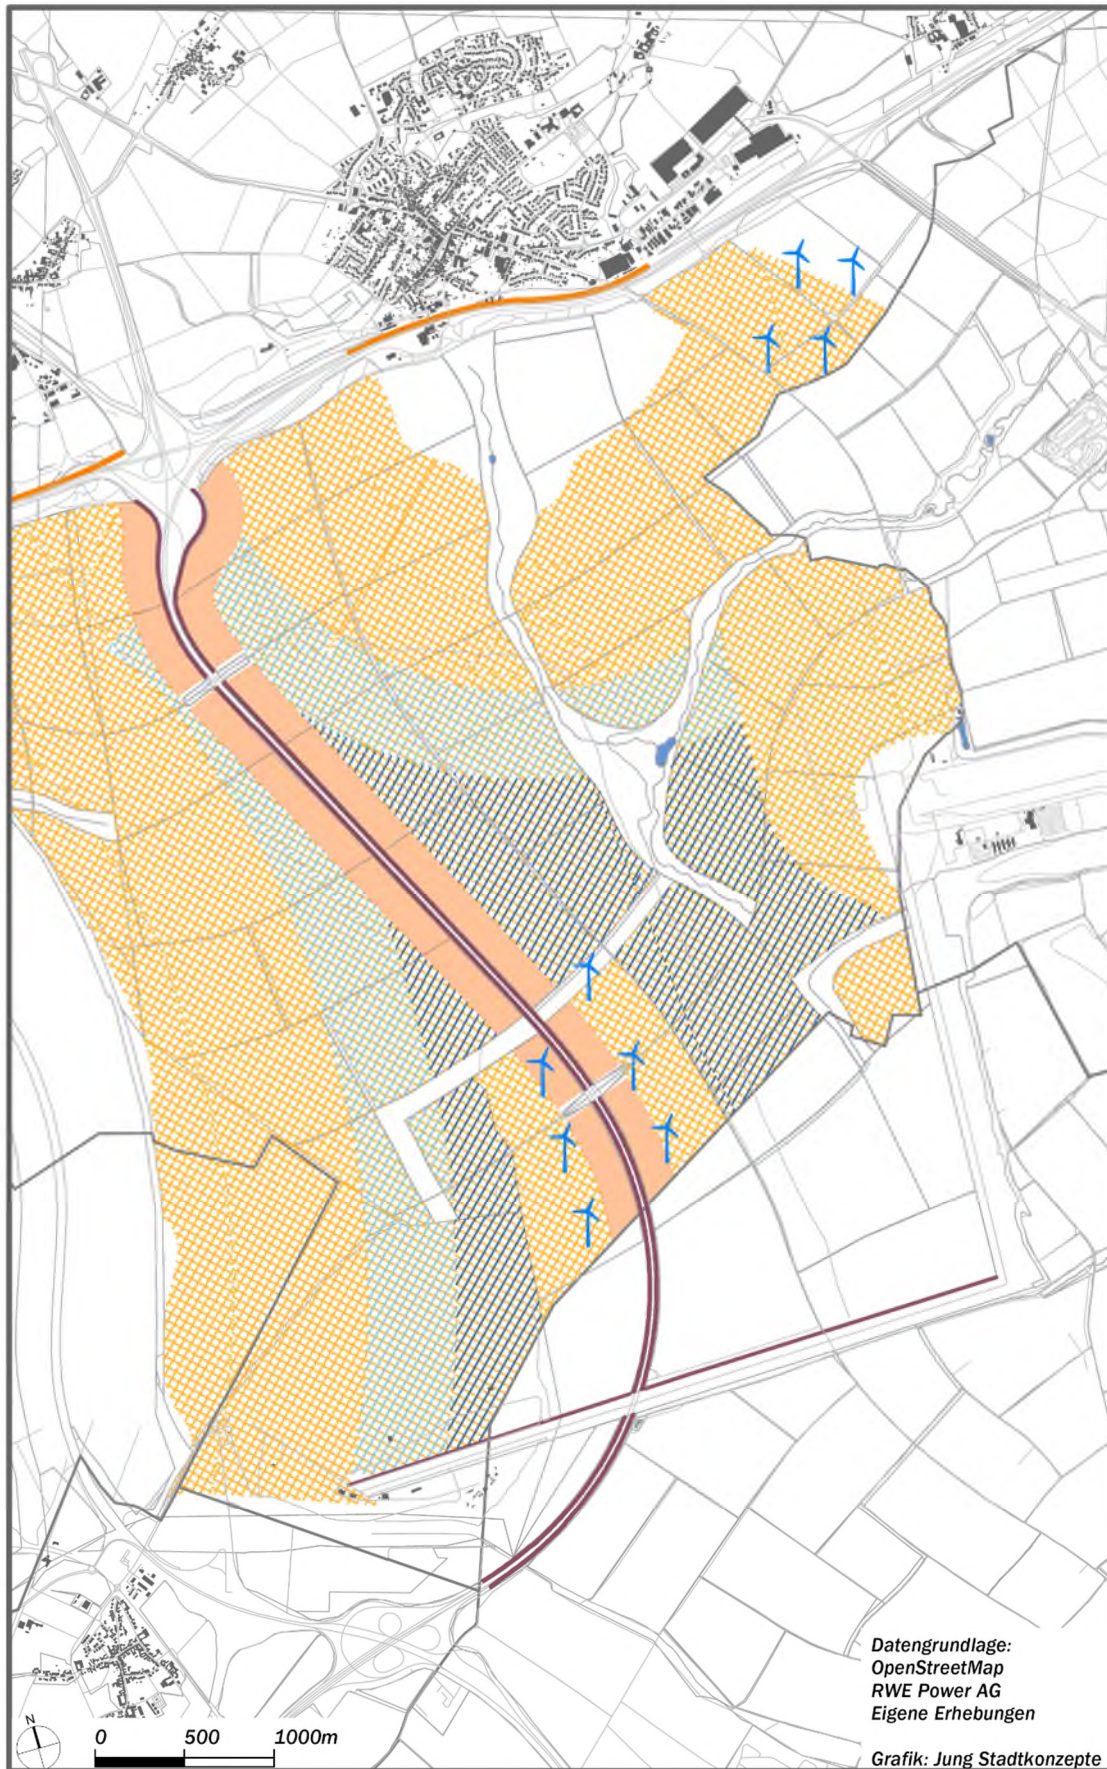 N
0 500 1000m
Datengrundlage:
OpenStreetMap
RWE Power AG
Eigene Erhebungen
Grafik: Jung Stadtkonzepte